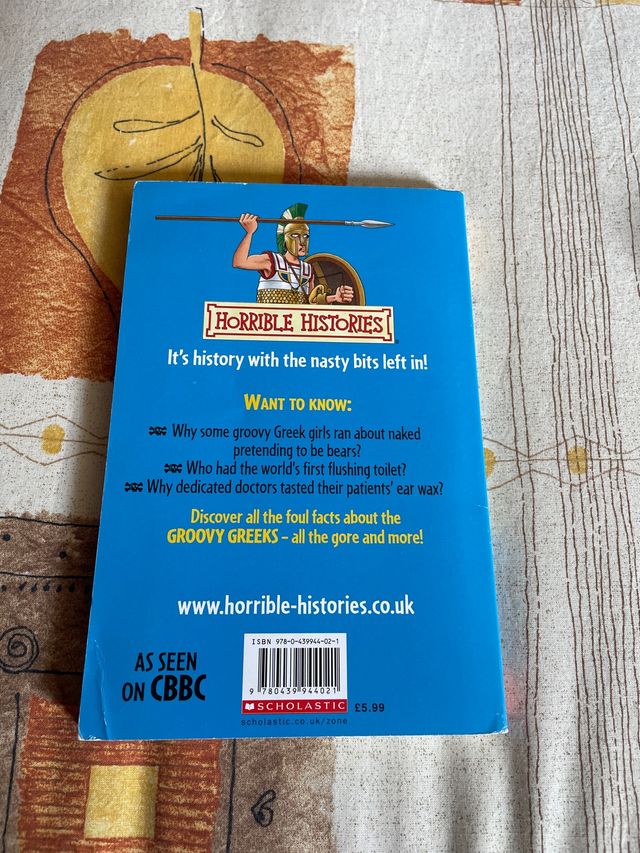 HORRIBLE HISTORIES
It's history with the nasty bits left in!
WANT TO KNOW:
Why some groovy Greek girls ran about naked
pretending to be bears?
Who had the world's first flushing toilet?
Why dedicated doctors tasted their patients' ear wax?
Discover all the foul facts about the
GROOVY GREEKS – all the gore and more!
www.horrible-histories.co.uk
AS SEEN
ON CBBC
ISBN 978-0-439944-02-1
9 780439 944021
SCHOLASTIC £5.99
scholastic.co.uk/zone